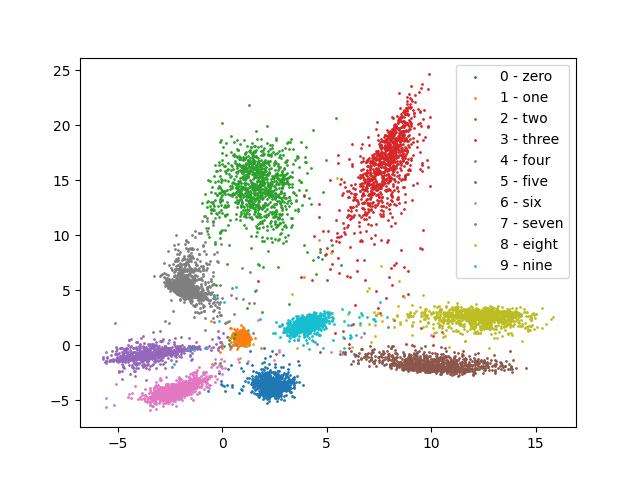 25
20
15
10
5
0
−5
−5
0
5
10
15
0 - zero
1 - one
2 - two
3 - three
4 - four
5 - five
6 - six
7 - seven
8 - eight
9 - nine